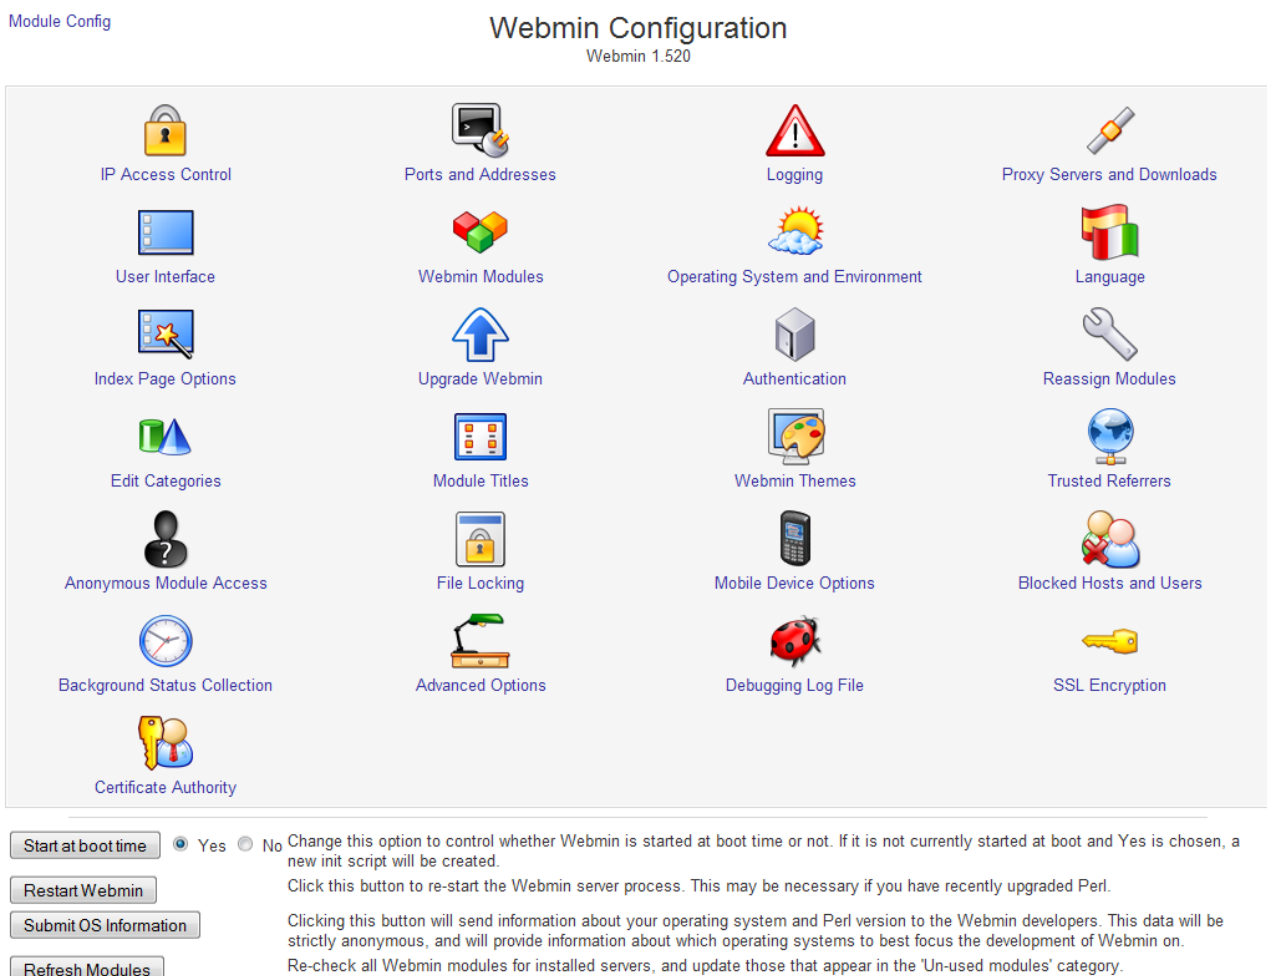 Module Config
Webmin Configuration
Webmin 1.520
IP Access Control
Ports and Addresses
Logging
Proxy Servers and Downloads
User Interface
Webmin Modules
Operating System and Environment
Language
Index Page Options
Upgrade Webmin
Authentication
Reassign Modules
Edit Categories
Module Titles
Webmin Themes
Trusted Referrers
Anonymous Module Access
File Locking
Mobile Device Options
Blocked Hosts and Users
Background Status Collection
Advanced Options
Debugging Log File
SSL Encryption
Certificate Authority
Start at boot time Yes No Change this option to control whether Webmin is started at boot time or not. If it is not currently started at boot and Yes is chosen, a
new init script will be created.
Restart Webmin Click this button to re-start the Webmin server process. This may be necessary if you have recently upgraded Perl.
Submit OS Information Clicking this button will send information about your operating system and Perl version to the Webmin developers. This data will be
strictly anonymous, and will provide information about which operating systems to best focus the development of Webmin on.
Refresh Modules Re-check all Webmin modules for installed servers, and update those that appear in the 'Un-used modules' category.